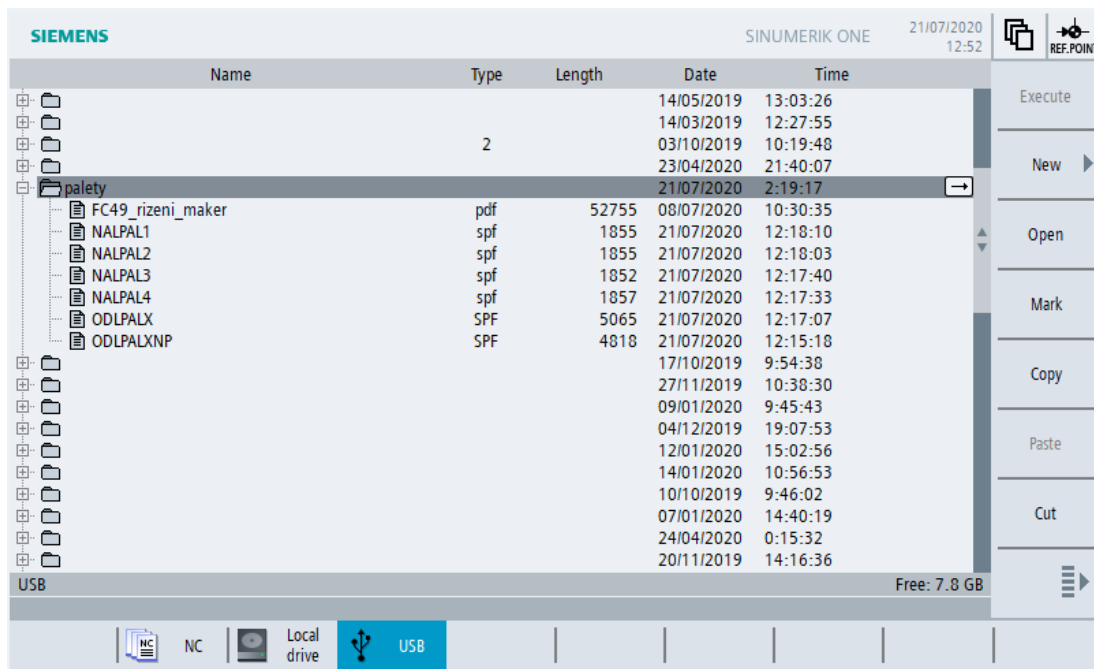 SIEMENS SINUMERIK ONE 21/07/2020 12:52
REF.POINT
Name Type Length Date Time
14/05/2019 13:03:26
14/03/2019 12:27:55
2 03/10/2019 10:19:48
23/04/2020 21:40:07
palety 21/07/2020 2:19:17
FC49_rizeni_maker pdf 52755 08/07/2020 10:30:35
NALPAL1 spf 1855 21/07/2020 12:18:10
NALPAL2 spf 1855 21/07/2020 12:18:03
NALPAL3 spf 1852 21/07/2020 12:17:40
NALPAL4 spf 1857 21/07/2020 12:17:33
ODLPALX SPF 5065 21/07/2020 12:17:07
ODLPALXNP SPF 4818 21/07/2020 12:15:18
17/10/2019 9:54:38
27/11/2019 10:38:30
09/01/2020 9:45:43
04/12/2019 19:07:53
12/01/2020 15:02:56
14/01/2020 10:56:53
10/10/2019 9:46:02
07/01/2020 14:40:19
24/04/2020 0:15:32
20/11/2019 14:16:36
USB Free: 7.8 GB
Execute
New
Open
Mark
Copy
Paste
Cut
NC NC Local drive USB